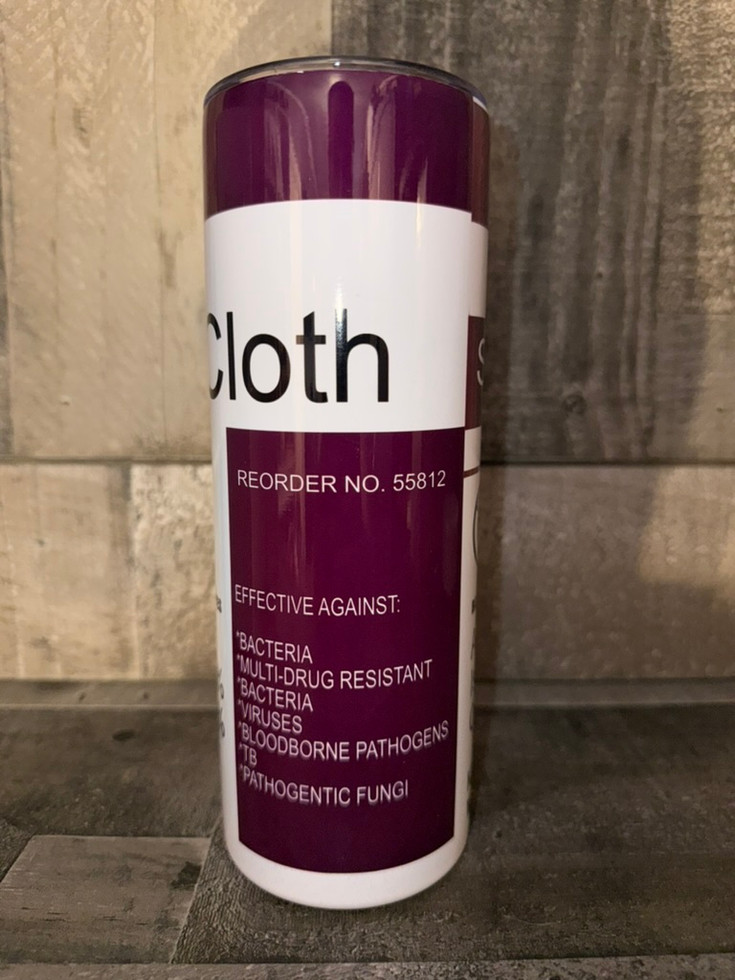 Cloth
REORDER NO. 55812
EFFECTIVE AGAINST:
*BACTERIA
*MULTI-DRUG RESISTANT
*BACTERIA
*VIRUSES
*BLOODBORNE PATHOGENS
*TB
*PATHOGENTIC FUNGI